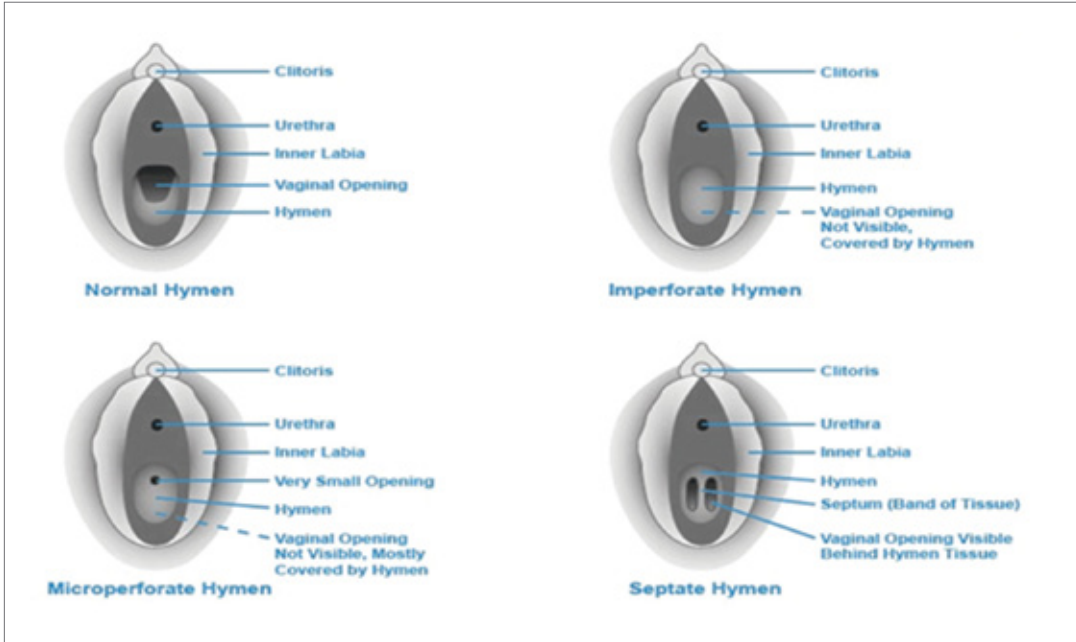 Clitoris
Urethra
Inner Labia
Vaginal Opening
Hymen
Normal Hymen
Clitoris
Urethra
Inner Labia
Hymen
Vaginal Opening
Not Visible,
Covered by Hymen
Imperforate Hymen
Clitoris
Urethra
Inner Labia
Very Small Opening
Hymen
Vaginal Opening
Not Visible, Mostly
Covered by Hymen
Microperforate Hymen
Clitoris
Urethra
Inner Labia
Hymen
Septum (Band of Tissue)
Vaginal Opening Visible
Behind Hymen Tissue
Septate Hymen